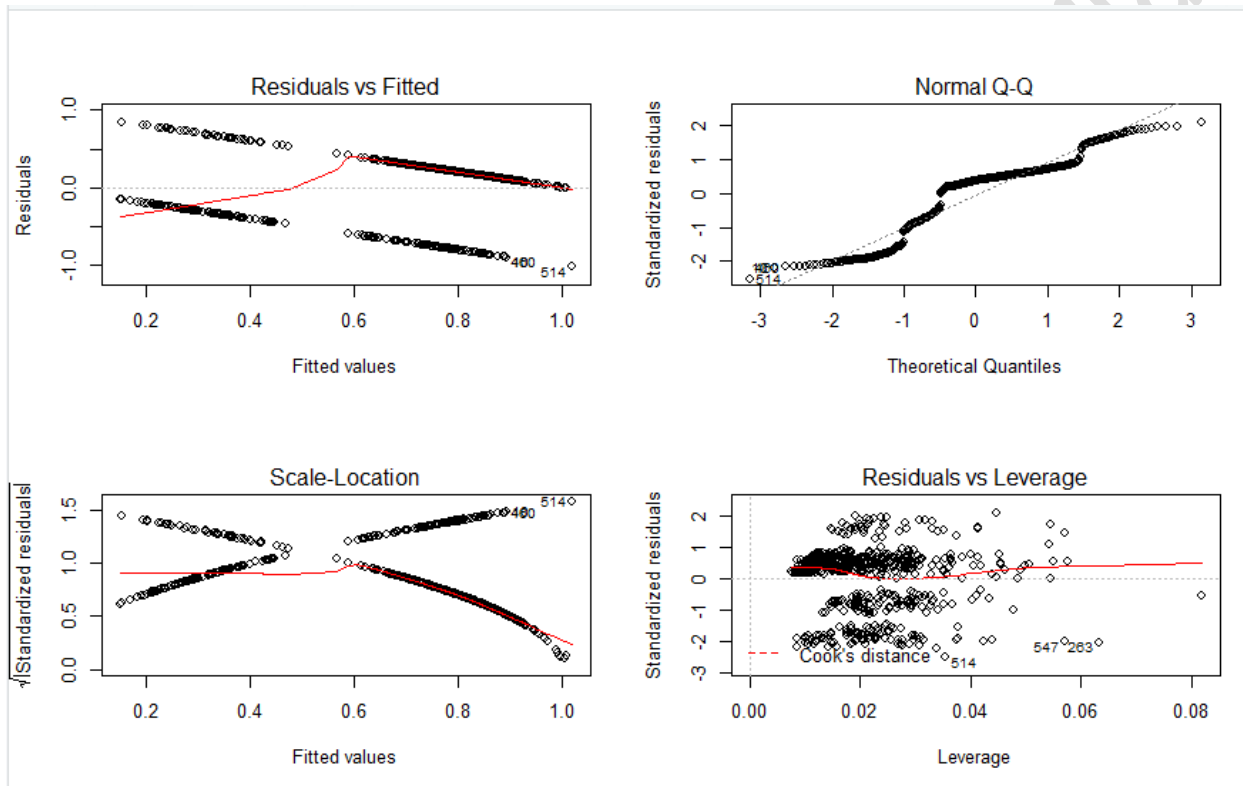 Residuals vs Fitted
Residuals
1.0
0.0
-1.0
460
514
0.2 0.4 0.6 0.8 1.0
Fitted values
Normal Q-Q
Standardized residuals
2
1
0
-1
-2
514
-3 -2 -1 0 1 2 3
Theoretical Quantiles
Scale-Location
√|Standardized residuals|
1.5
1.0
0.5
0.0
514
460
0.2 0.4 0.6 0.8 1.0
Fitted values
Residuals vs Leverage
Standardized residuals
2
1
0
-1
-2
-3
547 263
514
Cook's distance
0.00 0.02 0.04 0.06 0.08
Leverage